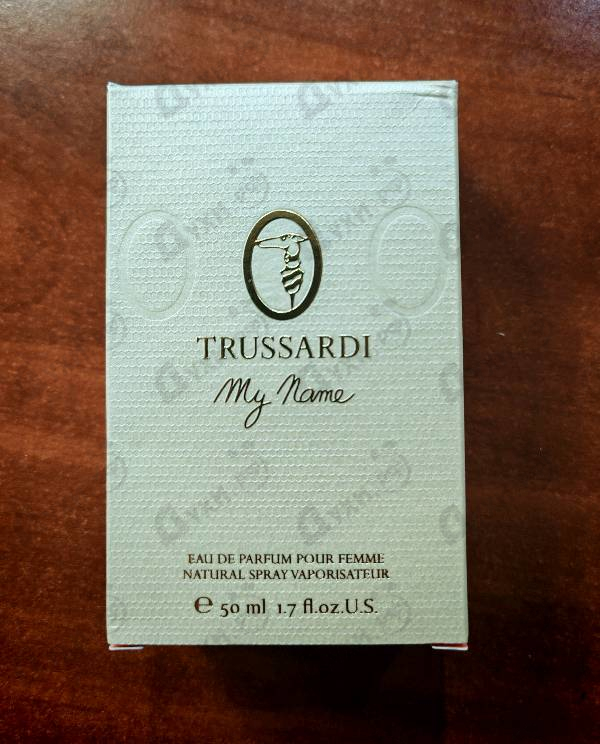 TRUSSARDI
My Name
EAU DE PARFUM POUR FEMME
NATURAL SPRAY VAPORISATEUR
e 50 ml 1.7 fl.oz.U.S.